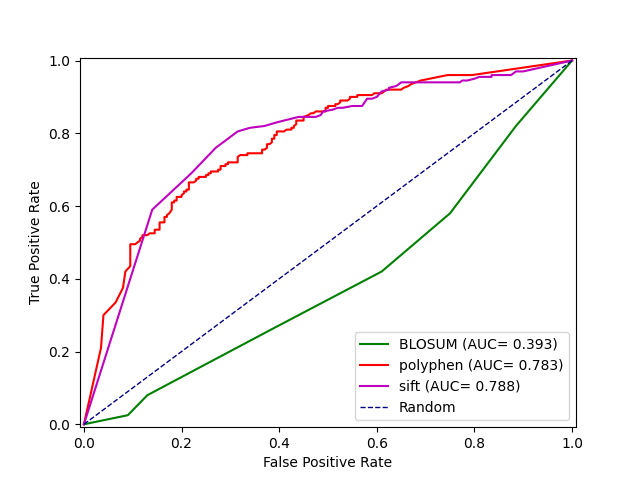 1.0
0.8
0.6
0.4
0.2
0.0
True Positive Rate
BLOSUM (AUC= 0.393)
polyphen (AUC= 0.783)
sift (AUC= 0.788)
Random
0.0 0.2 0.4 0.6 0.8 1.0
False Positive Rate